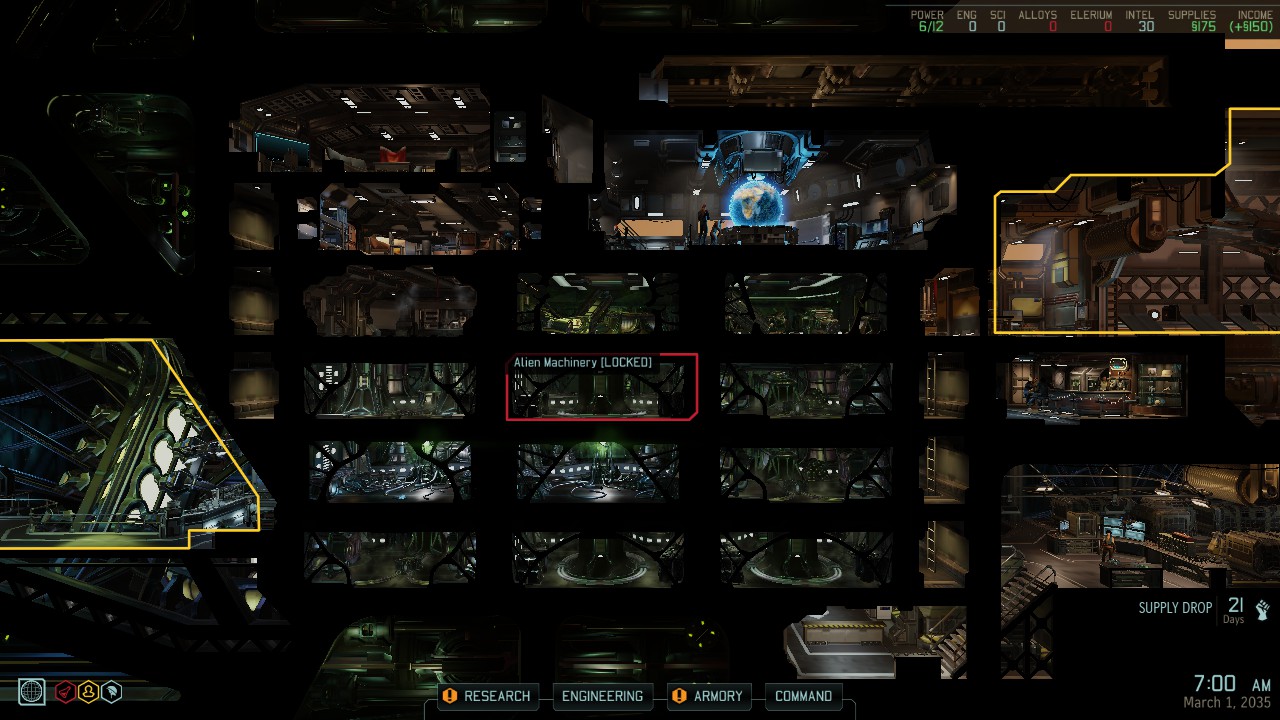 POWER ENG SCI ALLOYS ELERIUM INTEL SUPPLIES INCOME
6/12 0 0 0 0 30 §175 (+§150)
Alien Machinery [LOCKED]
SUPPLY DROP 21
Days
RESEARCH ENGINEERING ARMORY COMMAND
7:00 AM
March 1, 2035